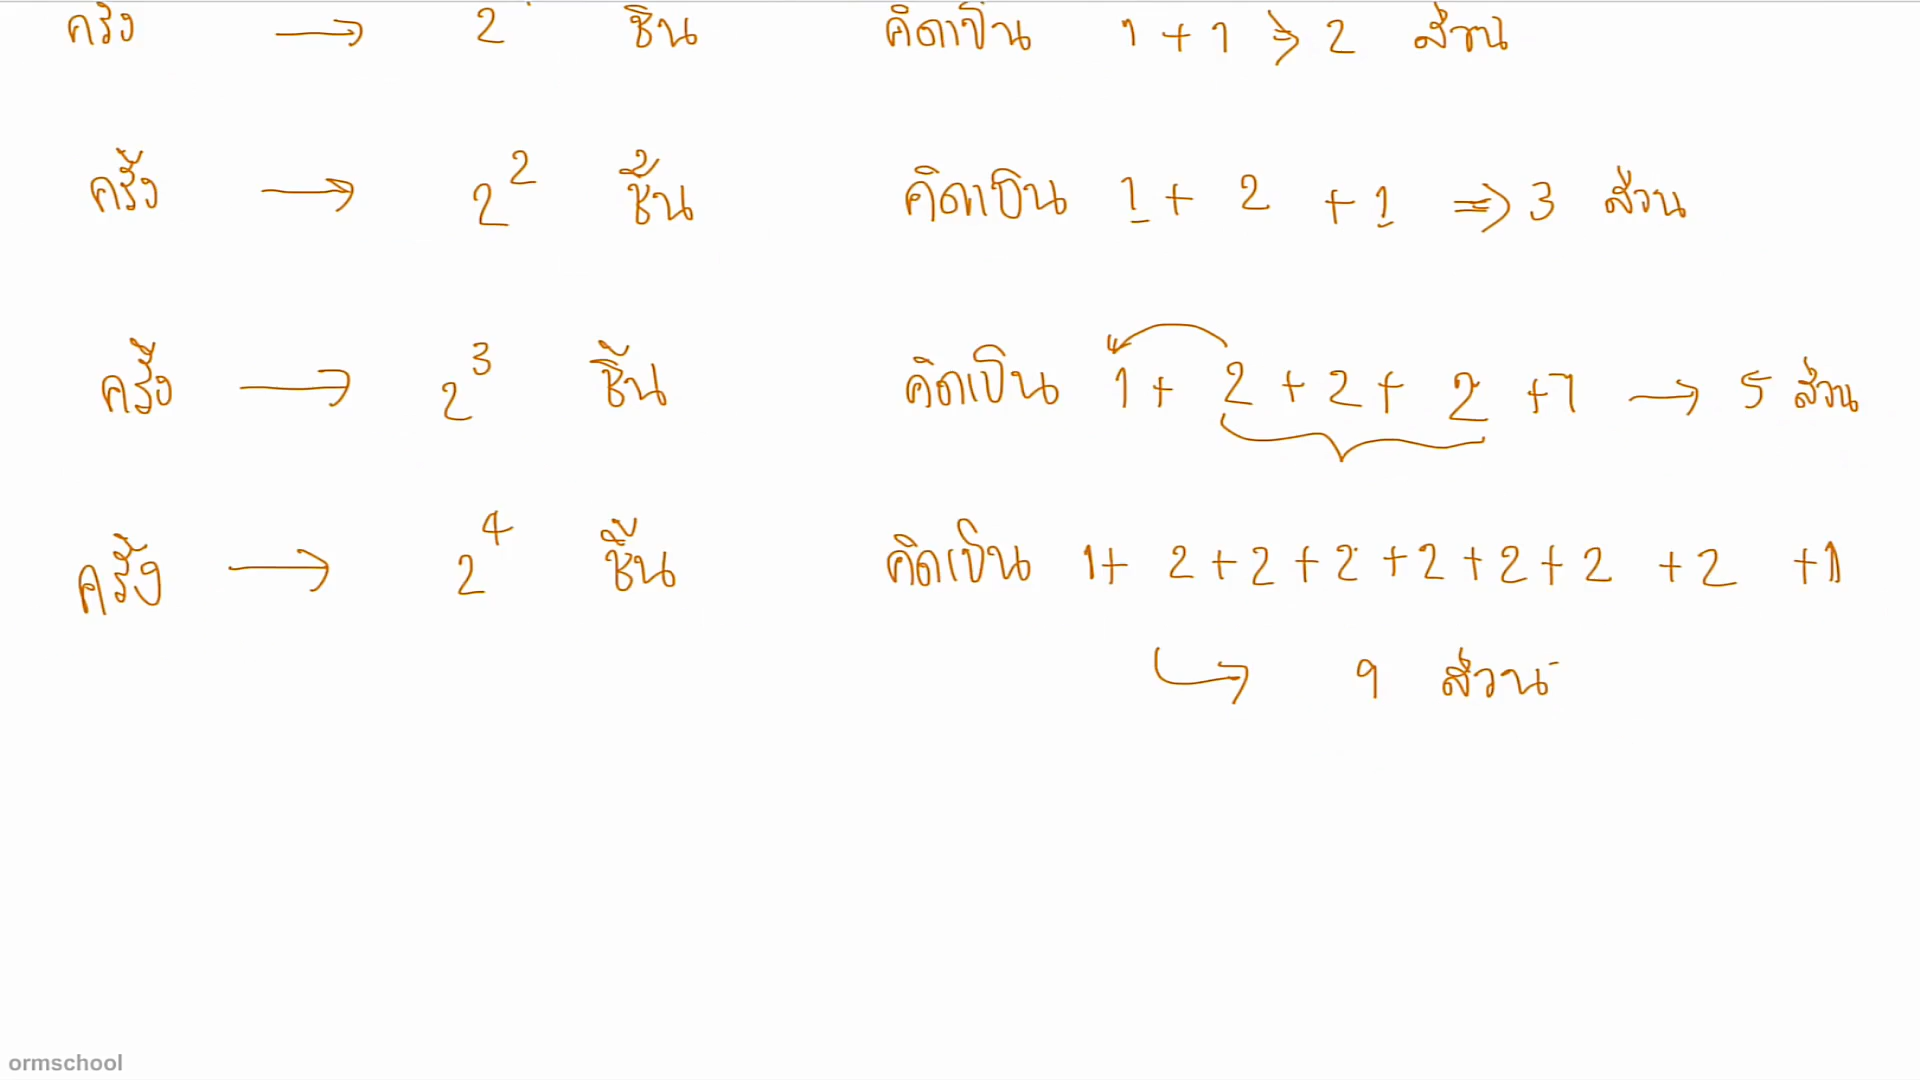 ครั้ง → 2 ชิ้น คิดเป็น 1 + 1 ⇒ 2 ส่วน
ครั้ง → 2² ชิ้น คิดเป็น 1 + 2 + 1 ⇒ 3 ส่วน
ครั้ง → 2³ ชิ้น คิดเป็น 1 + 2 + 2 + 2 + 1 → 5 ส่วน
ครั้ง → 2⁴ ชิ้น คิดเป็น 1 + 2 + 2 + 2 + 2 + 2 + 2 + 2 + 1
↪ 9 ส่วน
ormschool